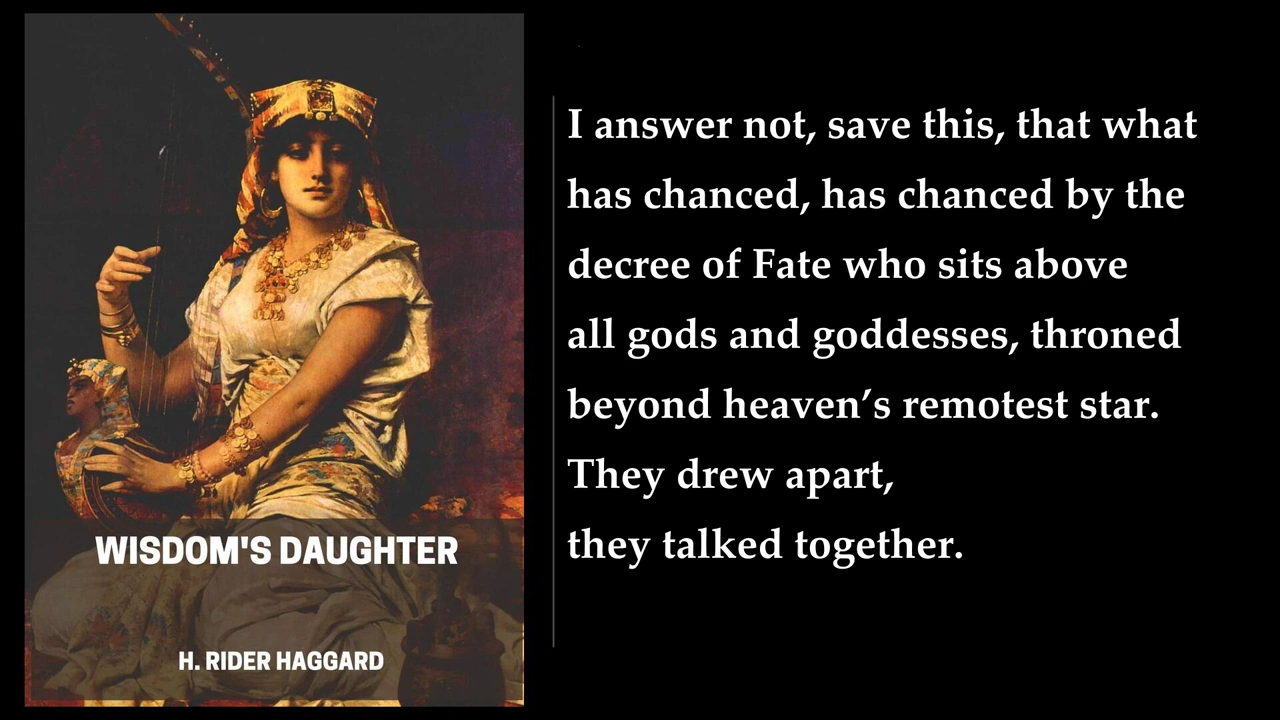 WISDOM'S DAUGHTER
H. RIDER HAGGARD
I answer not, save this, that what
has chanced, has chanced by the
decree of Fate who sits above
all gods and goddesses, throned
beyond heaven’s remotest star.
They drew apart,
they talked together.